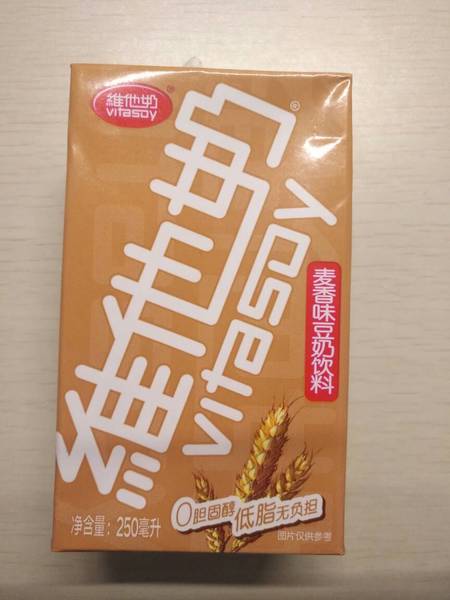 維他奶
vitasoy
®
維他奶
®
vitasoy
麦香味豆奶饮料
0胆固醇
低脂无负担
净含量：250毫升
图片仅供参考